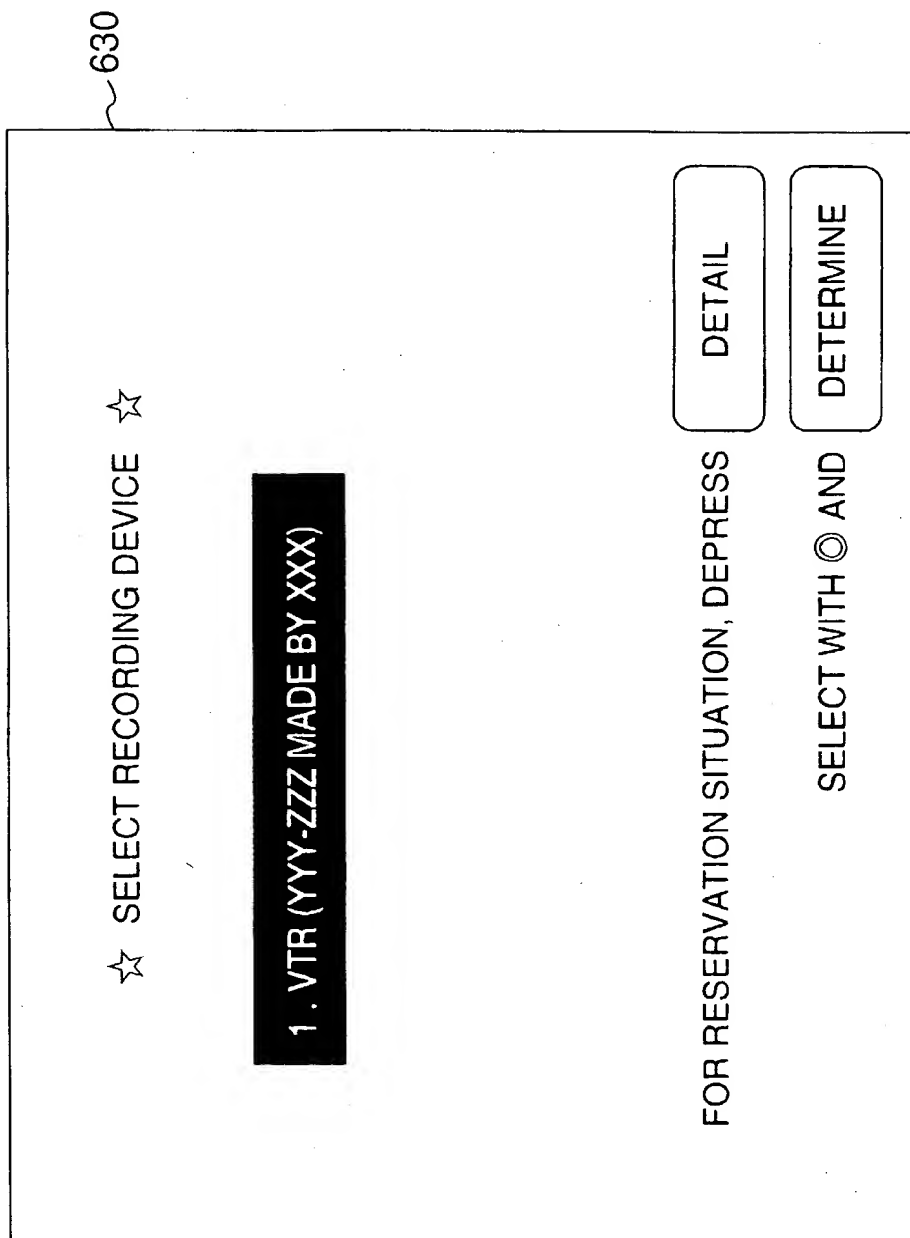 630
☆ SELECT RECORDING DEVICE ☆
1 . VTR (YYY-ZZZ MADE BY XXX)
FOR RESERVATION SITUATION, DEPRESS DETAIL
SELECT WITH ◎ AND DETERMINE